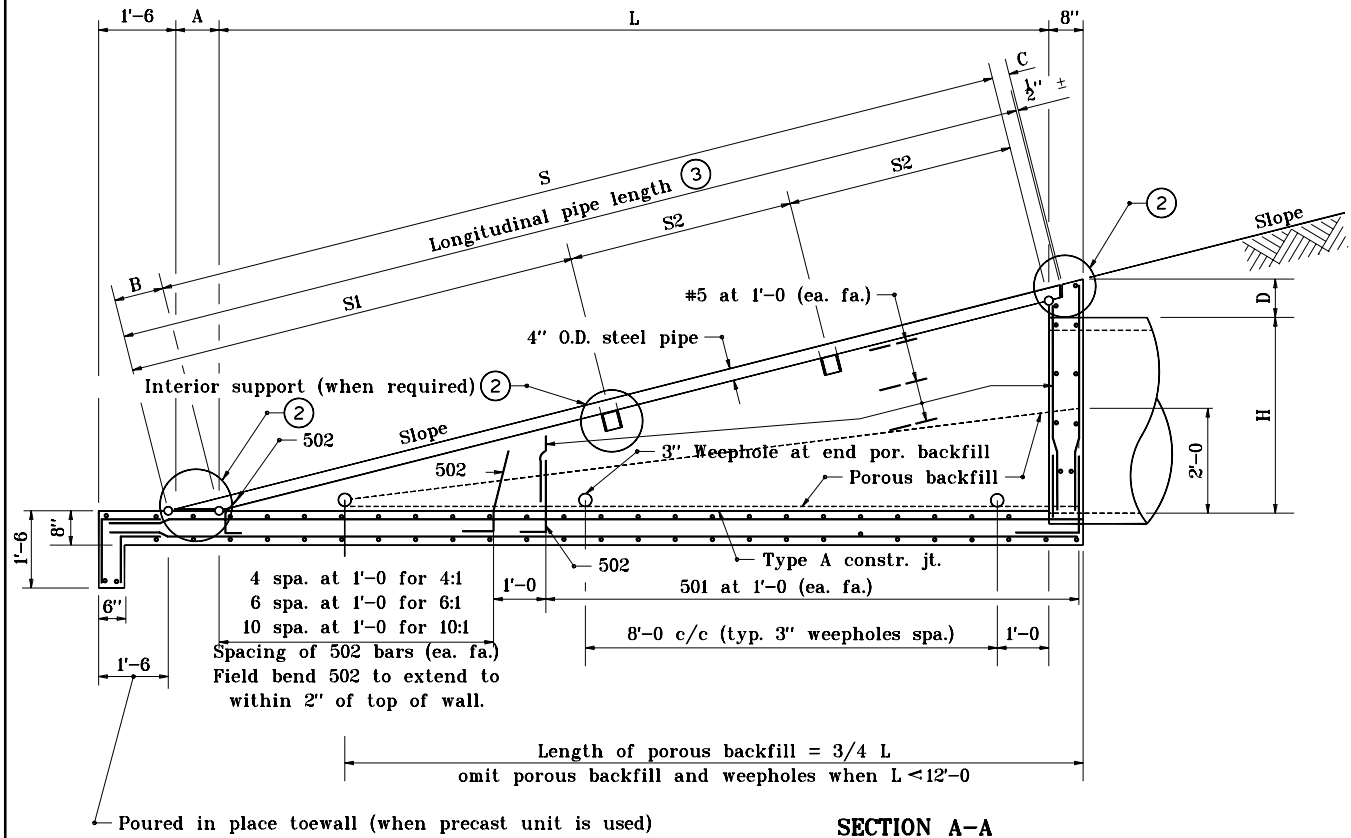 1'-6
A
L
8"
C
1/2" ±
S
Longitudinal pipe length 3
S2
S2
B
S1
2
Slope
#5 at 1'-0 (ea. fa.)
D
4" O.D. steel pipe
Interior support (when required) 2
2
502
Slope
H
502
3" Weephole at end por. backfill
Porous backfill
2'-0
8"
1'-6
502
Type A constr. jt.
4 spa. at 1'-0 for 4:1
6 spa. at 1'-0 for 6:1
10 spa. at 1'-0 for 10:1
1'-0
501 at 1'-0 (ea. fa.)
6"
8'-0 c/c (typ. 3" weepholes spa.)
1'-0
Spacing of 502 bars (ea. fa.)
Field bend 502 to extend to
within 2" of top of wall.
1'-6
Length of porous backfill = 3/4 L
omit porous backfill and weepholes when L < 12'-0
Poured in place toewall (when precast unit is used)
SECTION A-A